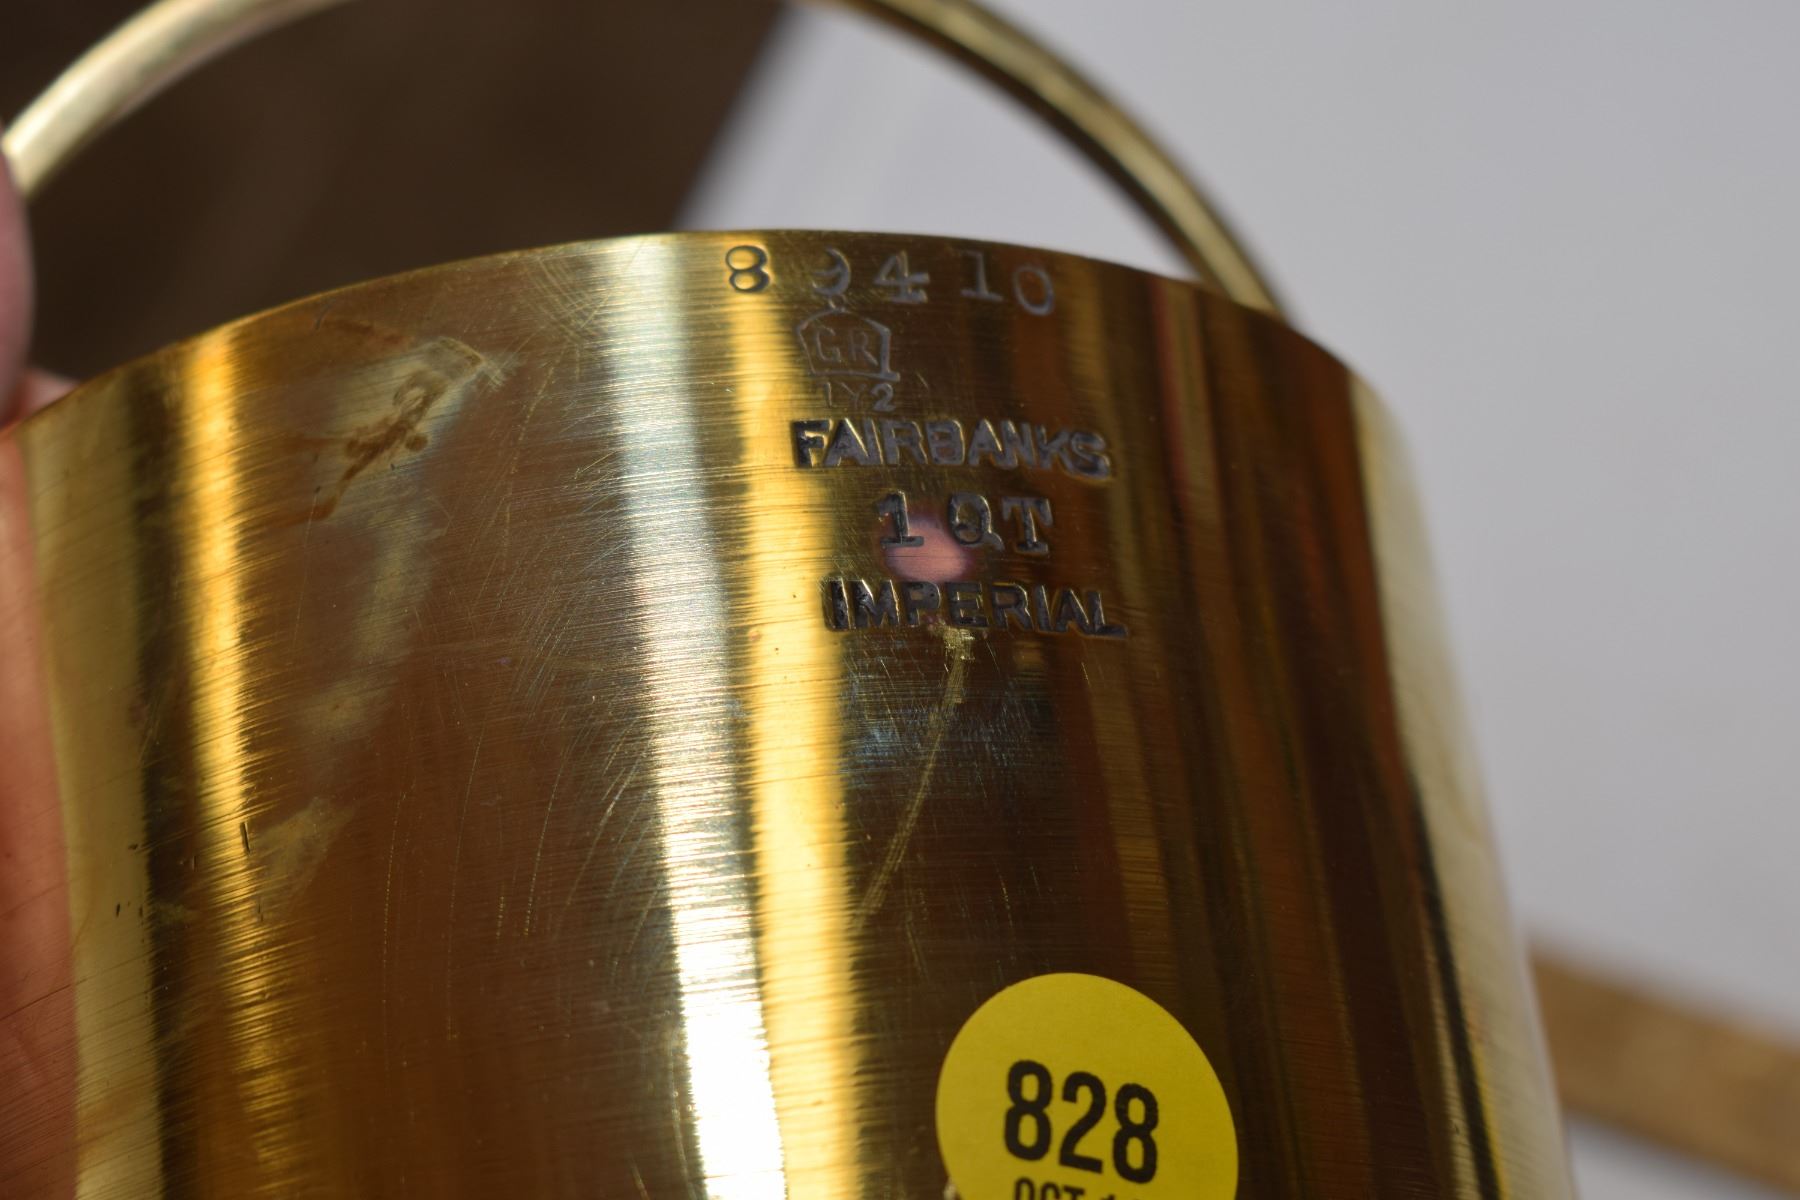 89410
GR
1Y2
FAIRBANKS
1 QT
IMPERIAL
828